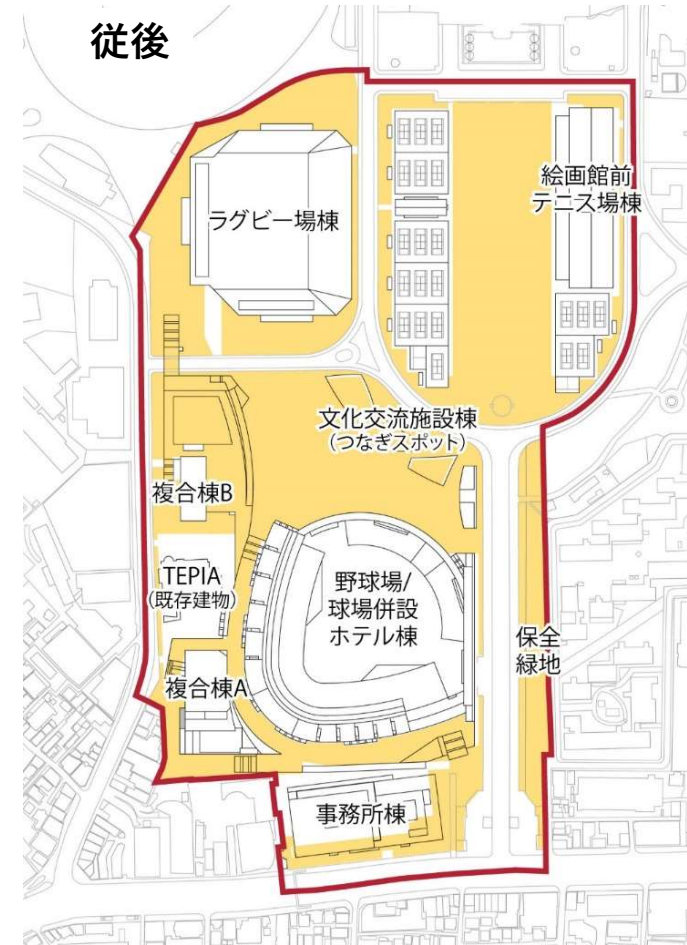 従後
ラグビー場棟
絵画館前
テニス場棟
文化交流施設棟
(つなぎスポット)
複合棟B
TEPIA
(既存建物)
野球場/
球場併設
ホテル棟
保全
緑地
複合棟A
事務所棟